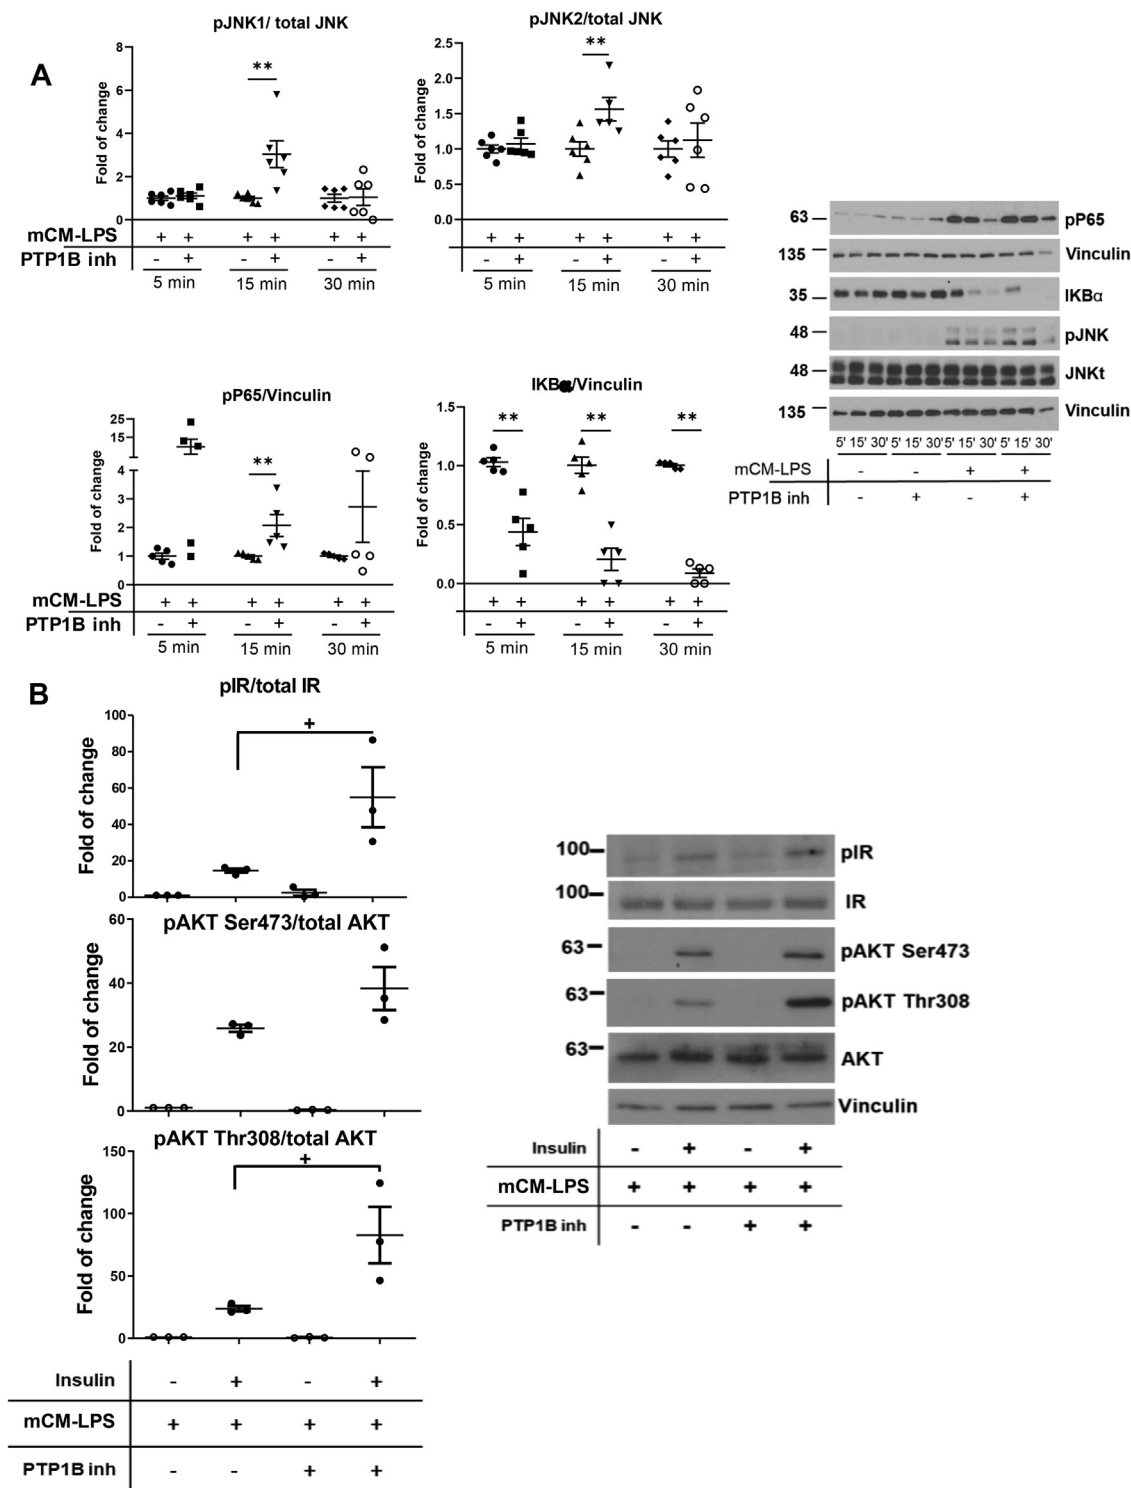 A
pJNK1/ total JNK
Fold of change
8
6
4
2
0
**
mCM-LPS + + + + + +
PTP1B inh - + - + - +
5 min 15 min 30 min
pJNK2/total JNK
Fold of change
2.5
2.0
1.5
1.0
0.5
0.0
**
+ + + + + +
- + - + - +
5 min 15 min 30 min
pP65/Vinculin
Fold of change
25
15
4
3
2
1
0
**
mCM-LPS + + + + + +
PTP1B inh - + - + - +
5 min 15 min 30 min
IKBα/Vinculin
Fold of change
1.5
1.0
0.5
0.0
** ** **
+ + + + + +
- + - + - +
5 min 15 min 30 min
63 pP65
135 Vinculin
35 IKBα
48 pJNK
48 JNKt
135 Vinculin
5' 15' 30' 5' 15' 30' 5' 15' 30' 5' 15' 30'
mCM-LPS - - + +
PTP1B inh - + - +
B
pIR/total IR
Fold of change
100
80
60
40
20
0
+
pAKT Ser473/total AKT
Fold of change
60
40
20
0
pAKT Thr308/total AKT
Fold of change
150
100
50
0
+
Insulin - + - +
mCM-LPS + + + +
PTP1B inh - - + +
100 pIR
100 IR
63 pAKT Ser473
63 pAKT Thr308
63 AKT
Vinculin
Insulin - + - +
mCM-LPS + + + +
PTP1B inh - - + +